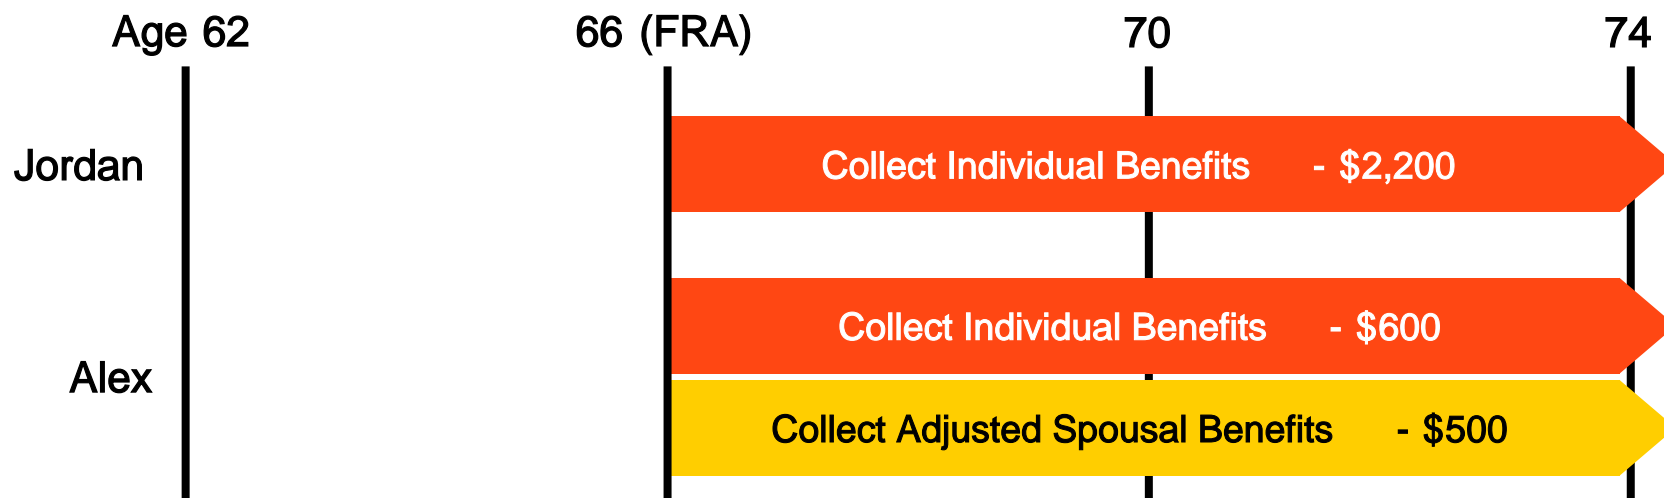 Age 62 66 (FRA) 70 74
Jordan Collect Individual Benefits - $2,200
Collect Individual Benefits - $600
Alex
Collect Adjusted Spousal Benefits - $500